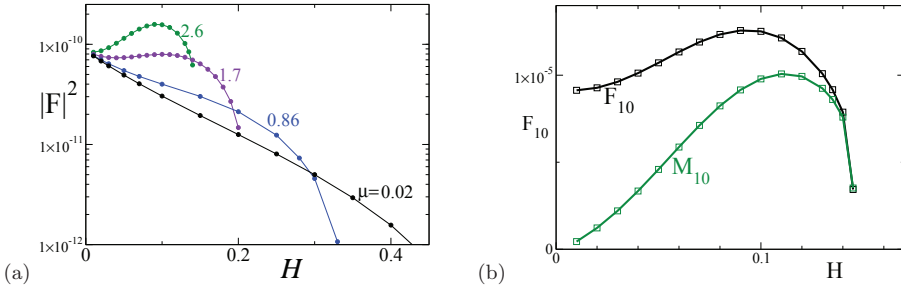 1×10⁻¹⁰
1×10⁻¹¹
1×10⁻¹²
|F|²
2.6
1.7
0.86
μ=0.02
0 0.2 0.4
H
(a)
1×10⁻⁵
0
F₁₀
F₁₀
M₁₀
0 0.1
H
(b)